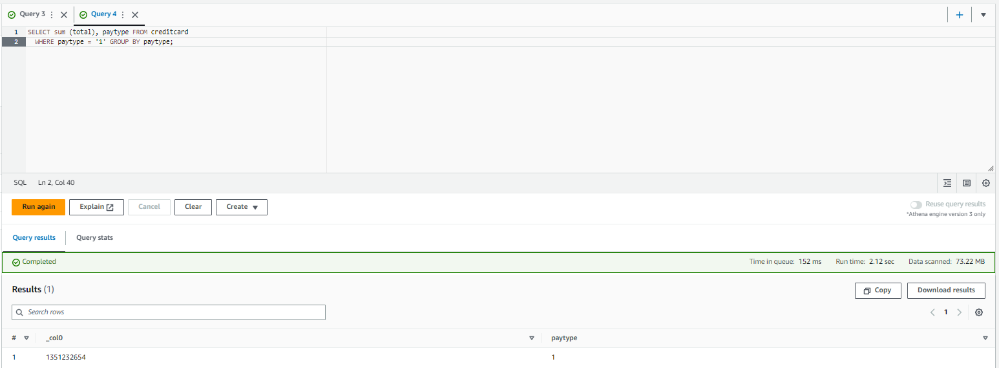 Query 3
Query 4
1 SELECT sum (total), paytype FROM creditcard
2 WHERE paytype = '1' GROUP BY paytype;
SQL Ln 2, Col 40
Run again Explain Cancel Clear Create
Reuse query results
*Athena engine version 3 only
Query results Query stats
Completed Time in queue: 152 ms Run time: 2.12 sec Data scanned: 73.22 MB
Results (1) Copy Download results
Search rows 1
# _col0 paytype
1 1351232654 1